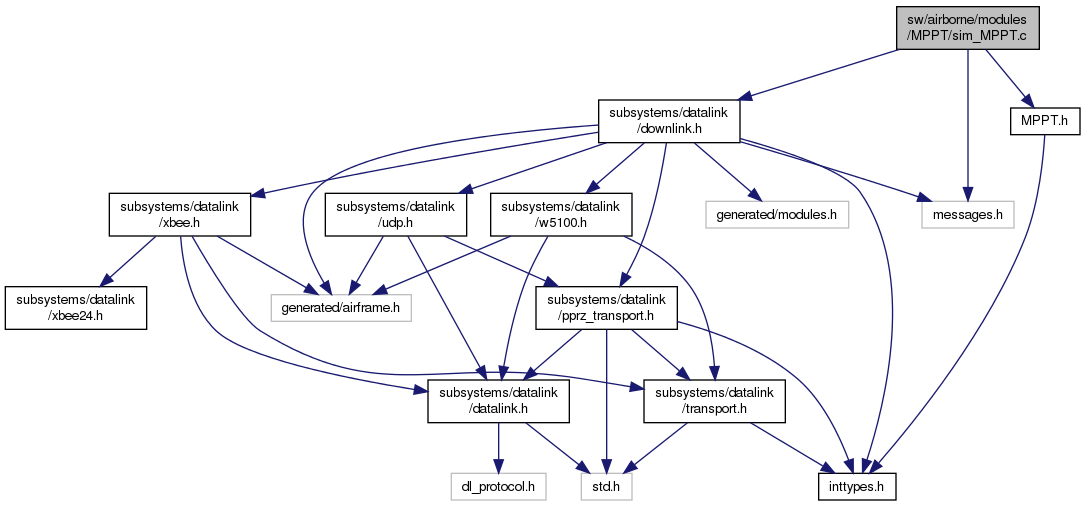 sw/airborne/modules
/MPPT/sim_MPPT.c
subsystems/datalink
/downlink.h
MPPT.h
subsystems/datalink
/xbee.h
subsystems/datalink
/udp.h
subsystems/datalink
/w5100.h
generated/modules.h
messages.h
subsystems/datalink
/xbee24.h
generated/airframe.h
subsystems/datalink
/pprz_transport.h
subsystems/datalink
/datalink.h
subsystems/datalink
/transport.h
dl_protocol.h
std.h
inttypes.h